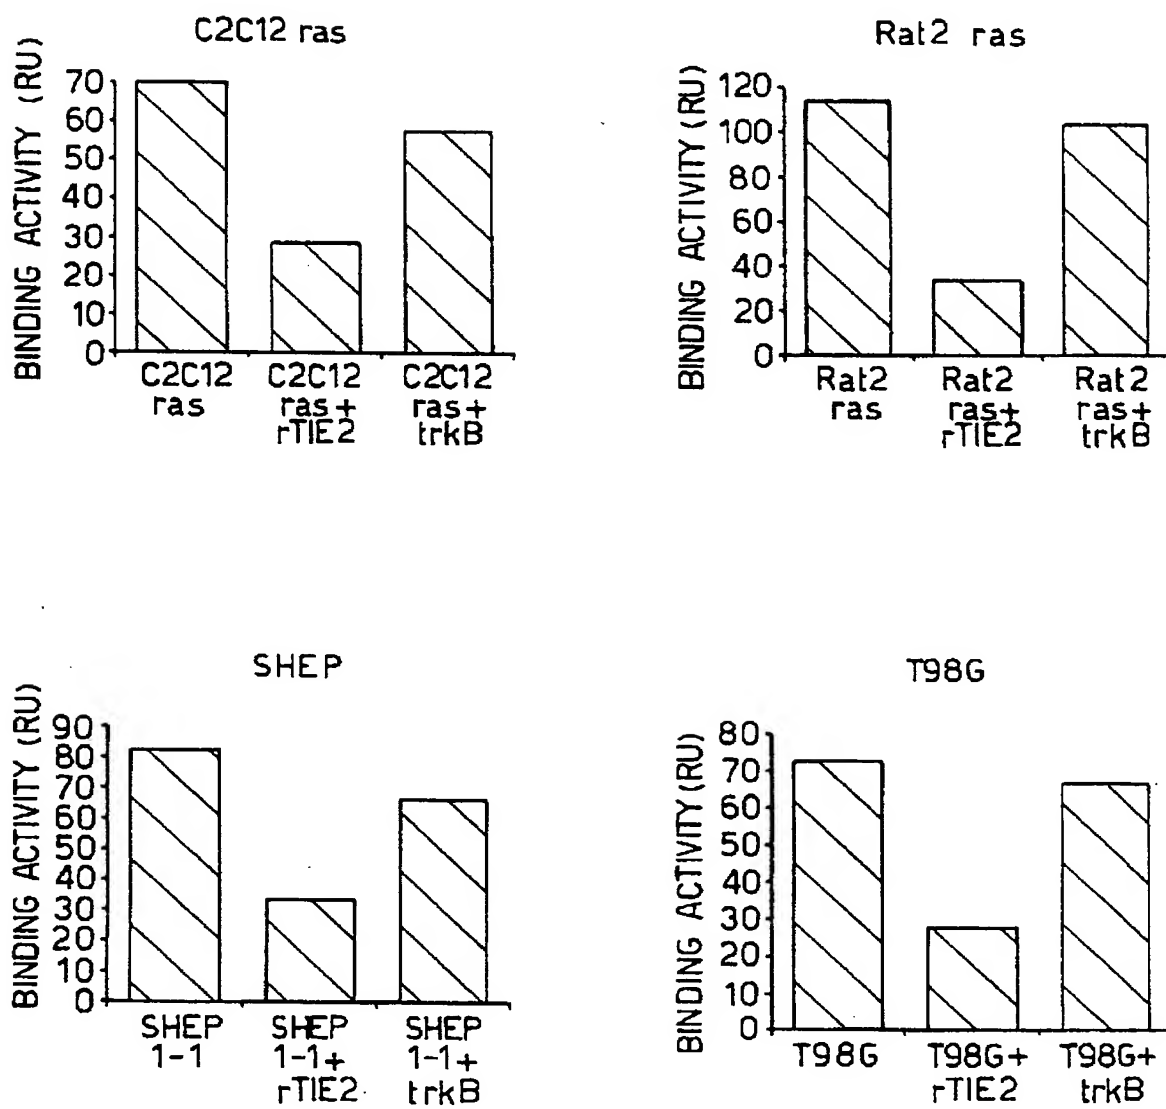 C2C12 ras
BINDING ACTIVITY (RU)
70
60
50
40
30
20
10
0
C2C12
ras
C2C12
ras+
rTIE2
C2C12
ras+
trkB
Rat2 ras
BINDING ACTIVITY (RU)
120
100
80
60
40
20
0
Rat2
ras
Rat2
ras+
rTIE2
Rat2
ras+
trkB
SHEP
BINDING ACTIVITY (RU)
90
80
70
60
50
40
30
20
10
0
SHEP
1-1
SHEP
1-1+
rTIE2
SHEP
1-1+
trkB
T98G
BINDING ACTIVITY (RU)
80
70
60
50
40
30
20
10
0
T98G
T98G+
rTIE2
T98G+
trkB